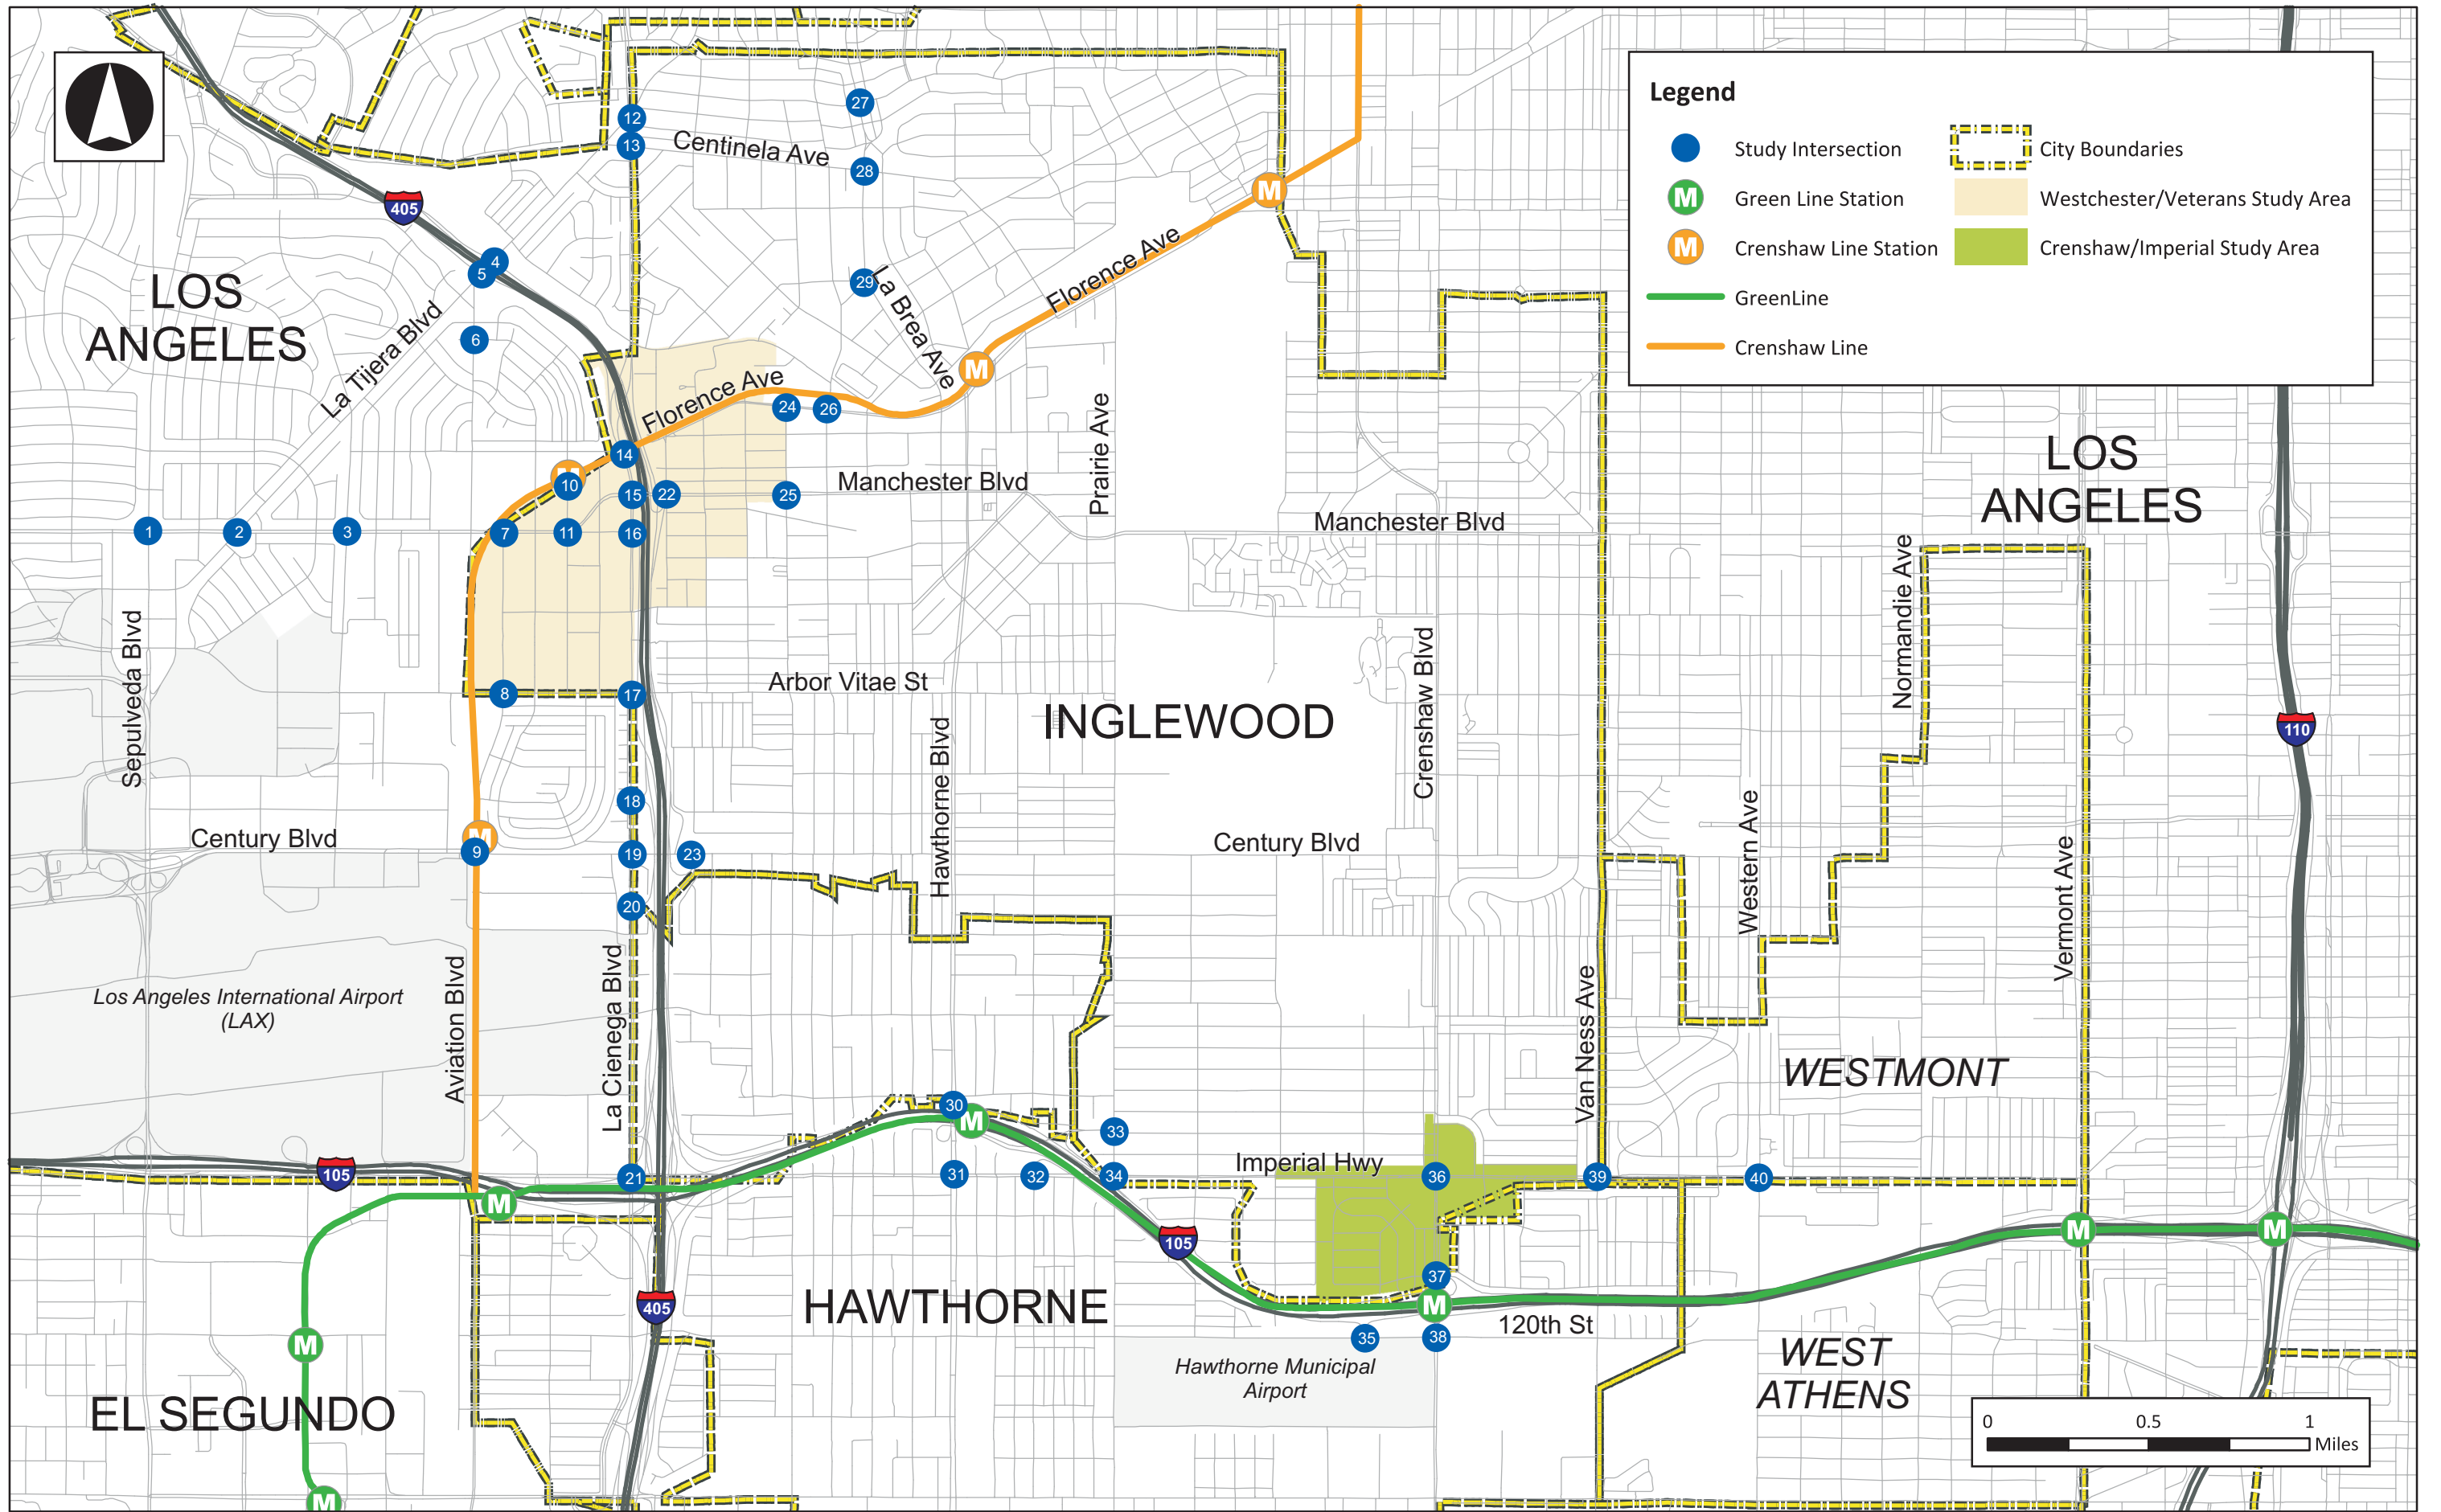 Legend
Study Intersection
City Boundaries
Green Line Station
Westchester/Veterans Study Area
Crenshaw Line Station
Crenshaw/Imperial Study Area
GreenLine
Crenshaw Line
LOS
ANGELES
405
La Tijera Blvd
Centinela Ave
La Brea Ave
Florence Ave
Florence Ave
Prairie Ave
Manchester Blvd
Manchester Blvd
LOS
ANGELES
Normandie Ave
Sepulveda Blvd
Arbor Vitae St
INGLEWOOD
Hawthorne Blvd
Crenshaw Blvd
110
Century Blvd
Century Blvd
Western Ave
Vermont Ave
Los Angeles International Airport
(LAX)
Aviation Blvd
La Cienega Blvd
Van Ness Ave
WESTMONT
Imperial Hwy
105
105
405
HAWTHORNE
120th St
Hawthorne Municipal
Airport
EL SEGUNDO
WEST
ATHENS
0 0.5 1
Miles
1
2
3
4
5
6
7
8
9
10
11
12
13
14
15
16
17
18
19
20
21
22
23
24
25
26
27
28
29
30
31
32
33
34
35
36
37
38
39
40
M
M
M
M
M
M
M
M
M
M
M
M
M
M